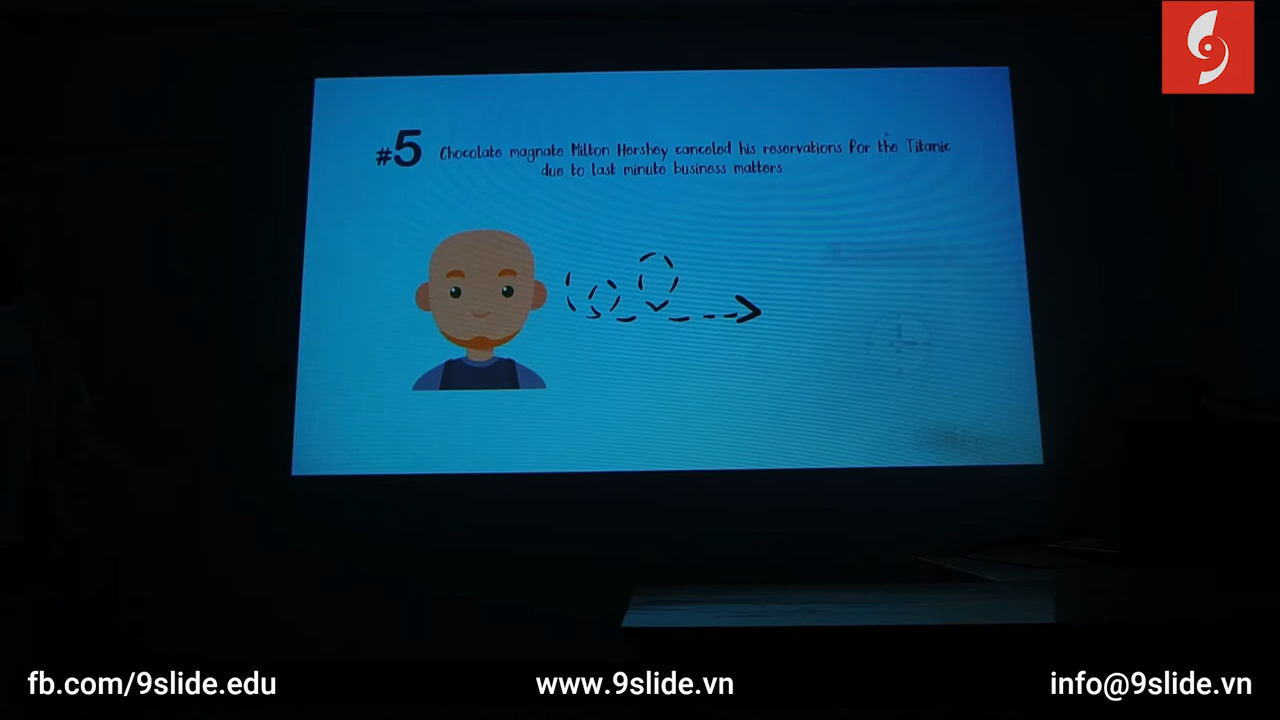 #5 Chocolate magnate Milton Hershey canceled his reservations for the Titanic
due to last minute business matters
fb.com/9slide.edu
www.9slide.vn
info@9slide.vn